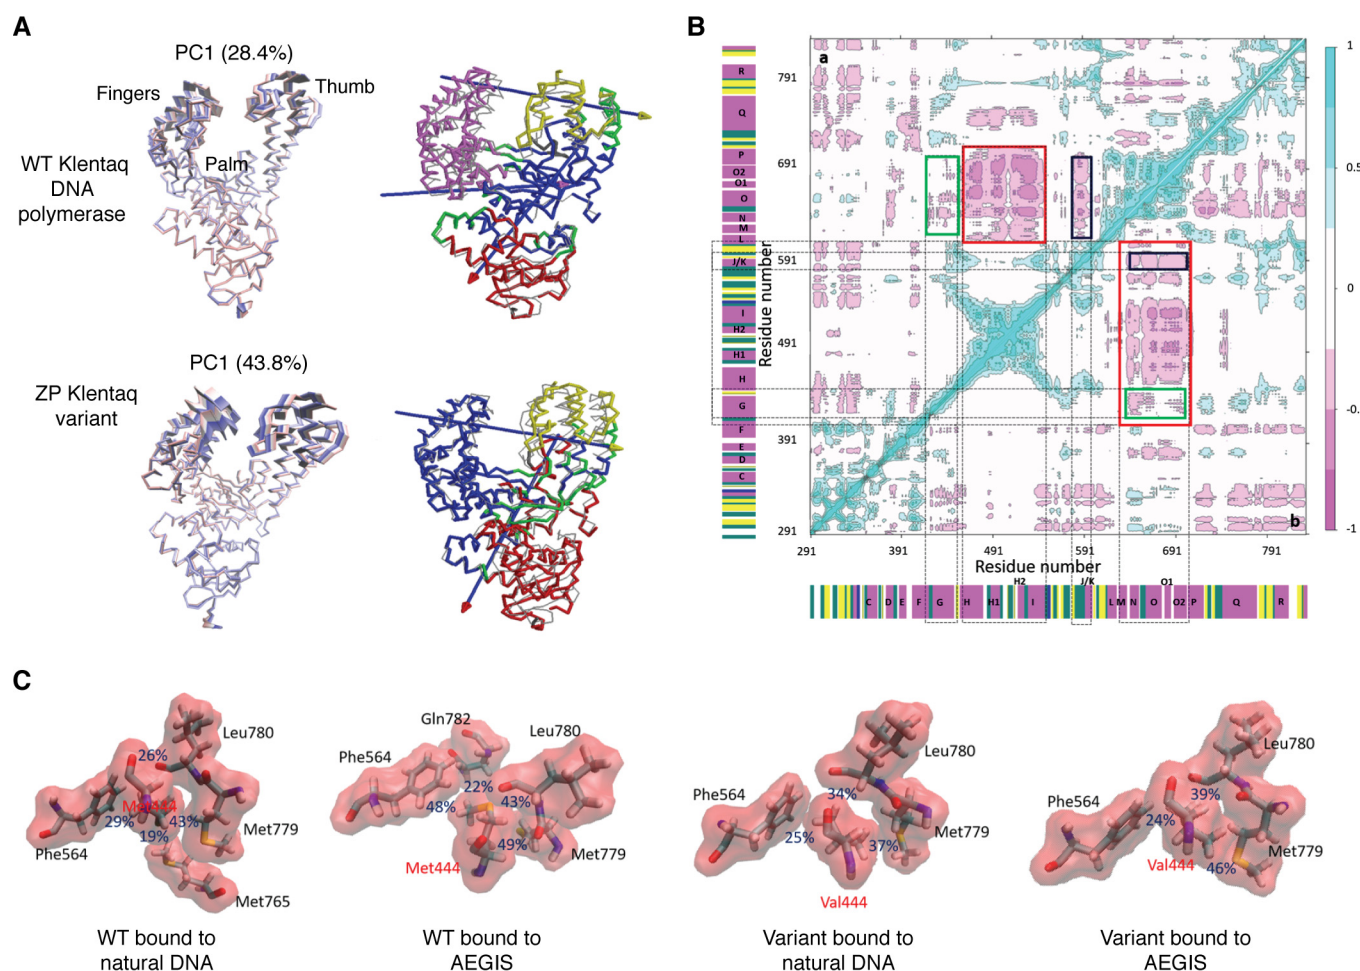 A
PC1 (28.4%)
Fingers
Thumb
Palm
WT Klentaq
DNA
polymerase
PC1 (43.8%)
ZP Klentaq
variant
B
a
b
791
691
591
491
391
291
Residue number
R
Q
P
O2
O1
O
N
M
L
J/K
I
H2
H1
H
G
F
E
D
C
291
391
491
591
691
791
Residue number
H2
J/K
O1
C D E F G H H1 I L M N O O2 P Q R
1
0.5
0
-0.
-1
C
Leu780
26%
Met444
29%
43%
19%
Phe564
Met779
Met765
WT bound to
natural DNA
Gln782
Phe564
Leu780
22%
48%
43%
49%
Met444
Met779
WT bound to
AEGIS
Leu780
Phe564
34%
25%
37%
Met779
Val444
Variant bound to
natural DNA
Leu780
Phe564
39%
24%
Val444
46%
Met779
Variant bound to
AEGIS